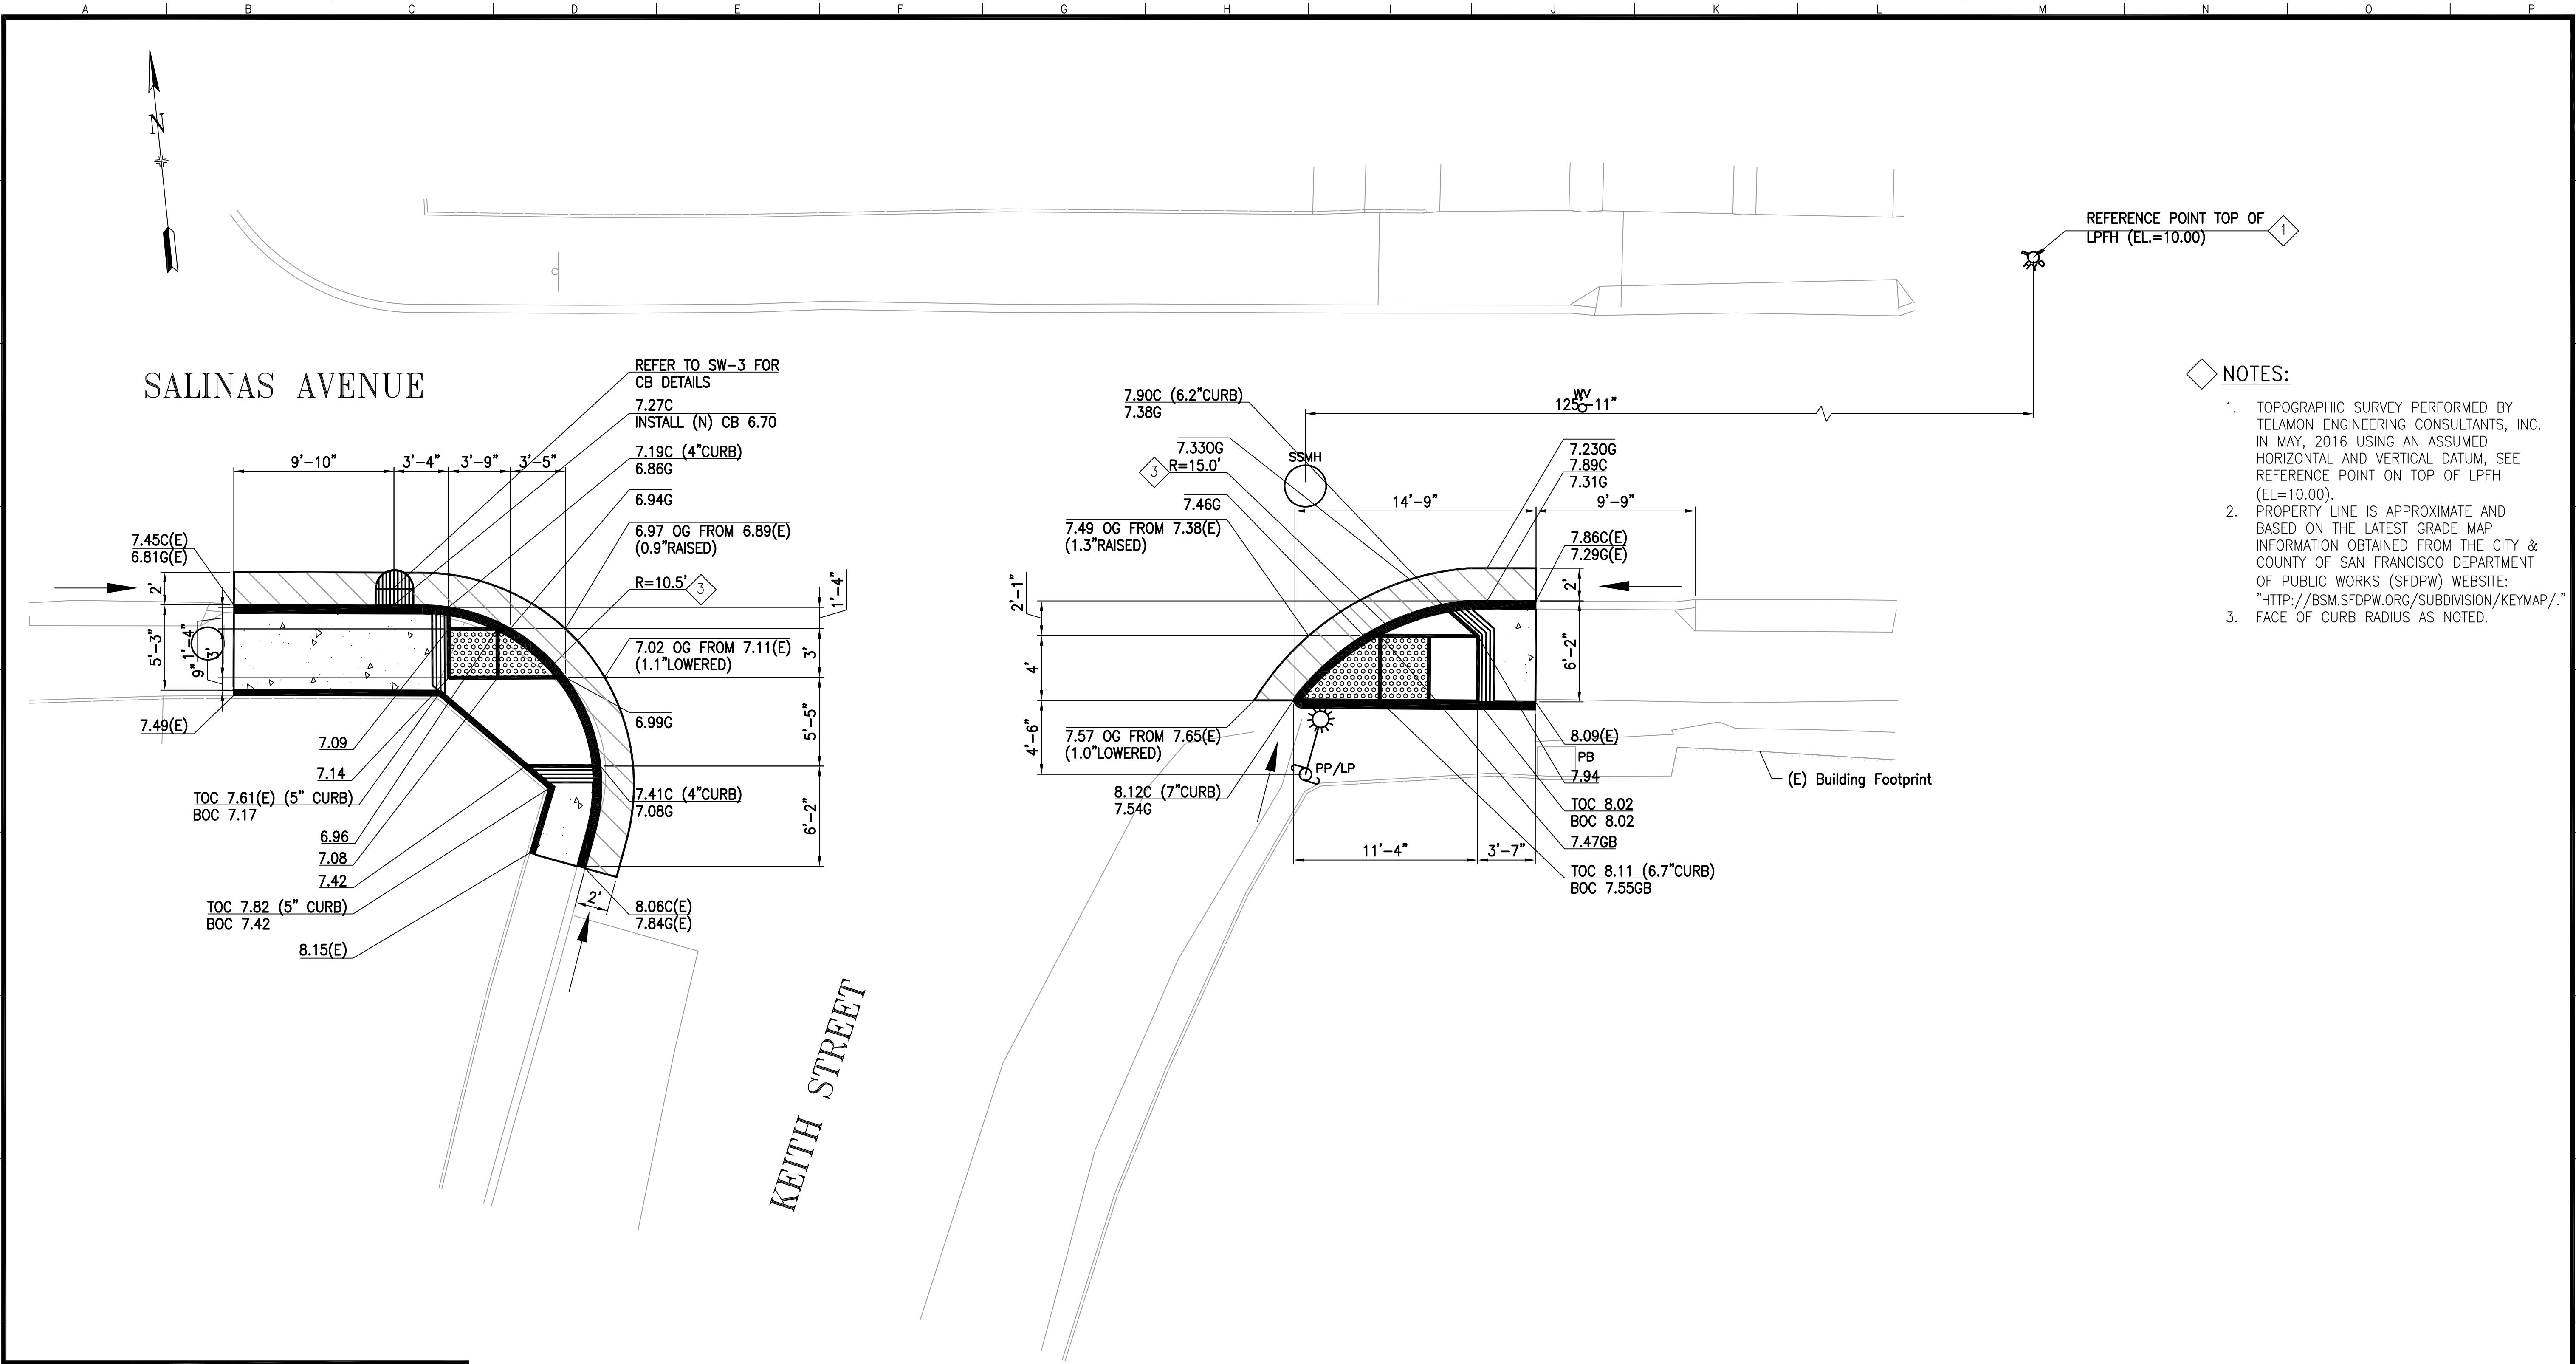 A B C D E F G H I J K L M N O P
N
REFERENCE POINT TOP OF
LPFH (EL.=10.00)
1
SALINAS AVENUE
REFER TO SW-3 FOR
CB DETAILS
7.27C
INSTALL (N) CB 6.70
7.19C (4"CURB)
6.86G
6.94G
6.97 OG FROM 6.89(E)
(0.9"RAISED)
R=10.5'
3
7.02 OG FROM 7.11(E)
(1.1"LOWERED)
6.99G
7.41C (4"CURB)
7.08G
8.06C(E)
7.84G(E)
9'-10"
3'-4"
3'-9"
3'-5"
7.45C(E)
6.81G(E)
2'
5'-3"
1'-4"
3'
9"
7.49(E)
7.09
7.14
TOC 7.61(E) (5" CURB)
BOC 7.17
6.96
7.08
7.42
TOC 7.82 (5" CURB)
BOC 7.42
8.15(E)
2'
1'-4"
3'
5'-5"
6'-2"
KEITH STREET
7.90C (6.2"CURB)
7.38G
7.33OG
3
R=15.0'
7.46G
7.49 OG FROM 7.38(E)
(1.3"RAISED)
2'-1"
4'
4'-6"
7.57 OG FROM 7.65(E)
(1.0"LOWERED)
8.12C (7"CURB)
7.54G
SSMH
WV
125'-11"
14'-9"
9'-9"
7.23OG
7.89C
7.31G
7.86C(E)
7.29G(E)
2'
6'-2"
8.09(E)
PB
7.94
PP/LP
TOC 8.02
BOC 8.02
7.47GB
TOC 8.11 (6.7"CURB)
BOC 7.55GB
11'-4"
3'-7"
(E) Building Footprint
NOTES:
1. TOPOGRAPHIC SURVEY PERFORMED BY
TELAMON ENGINEERING CONSULTANTS, INC.
IN MAY, 2016 USING AN ASSUMED
HORIZONTAL AND VERTICAL DATUM, SEE
REFERENCE POINT ON TOP OF LPFH
(EL=10.00).
2. PROPERTY LINE IS APPROXIMATE AND
BASED ON THE LATEST GRADE MAP
INFORMATION OBTAINED FROM THE CITY &
COUNTY OF SAN FRANCISCO DEPARTMENT
OF PUBLIC WORKS (SFDPW) WEBSITE:
"HTTP://BSM.SFDPW.ORG/SUBDIVISION/KEYMAP/."
3. FACE OF CURB RADIUS AS NOTED.